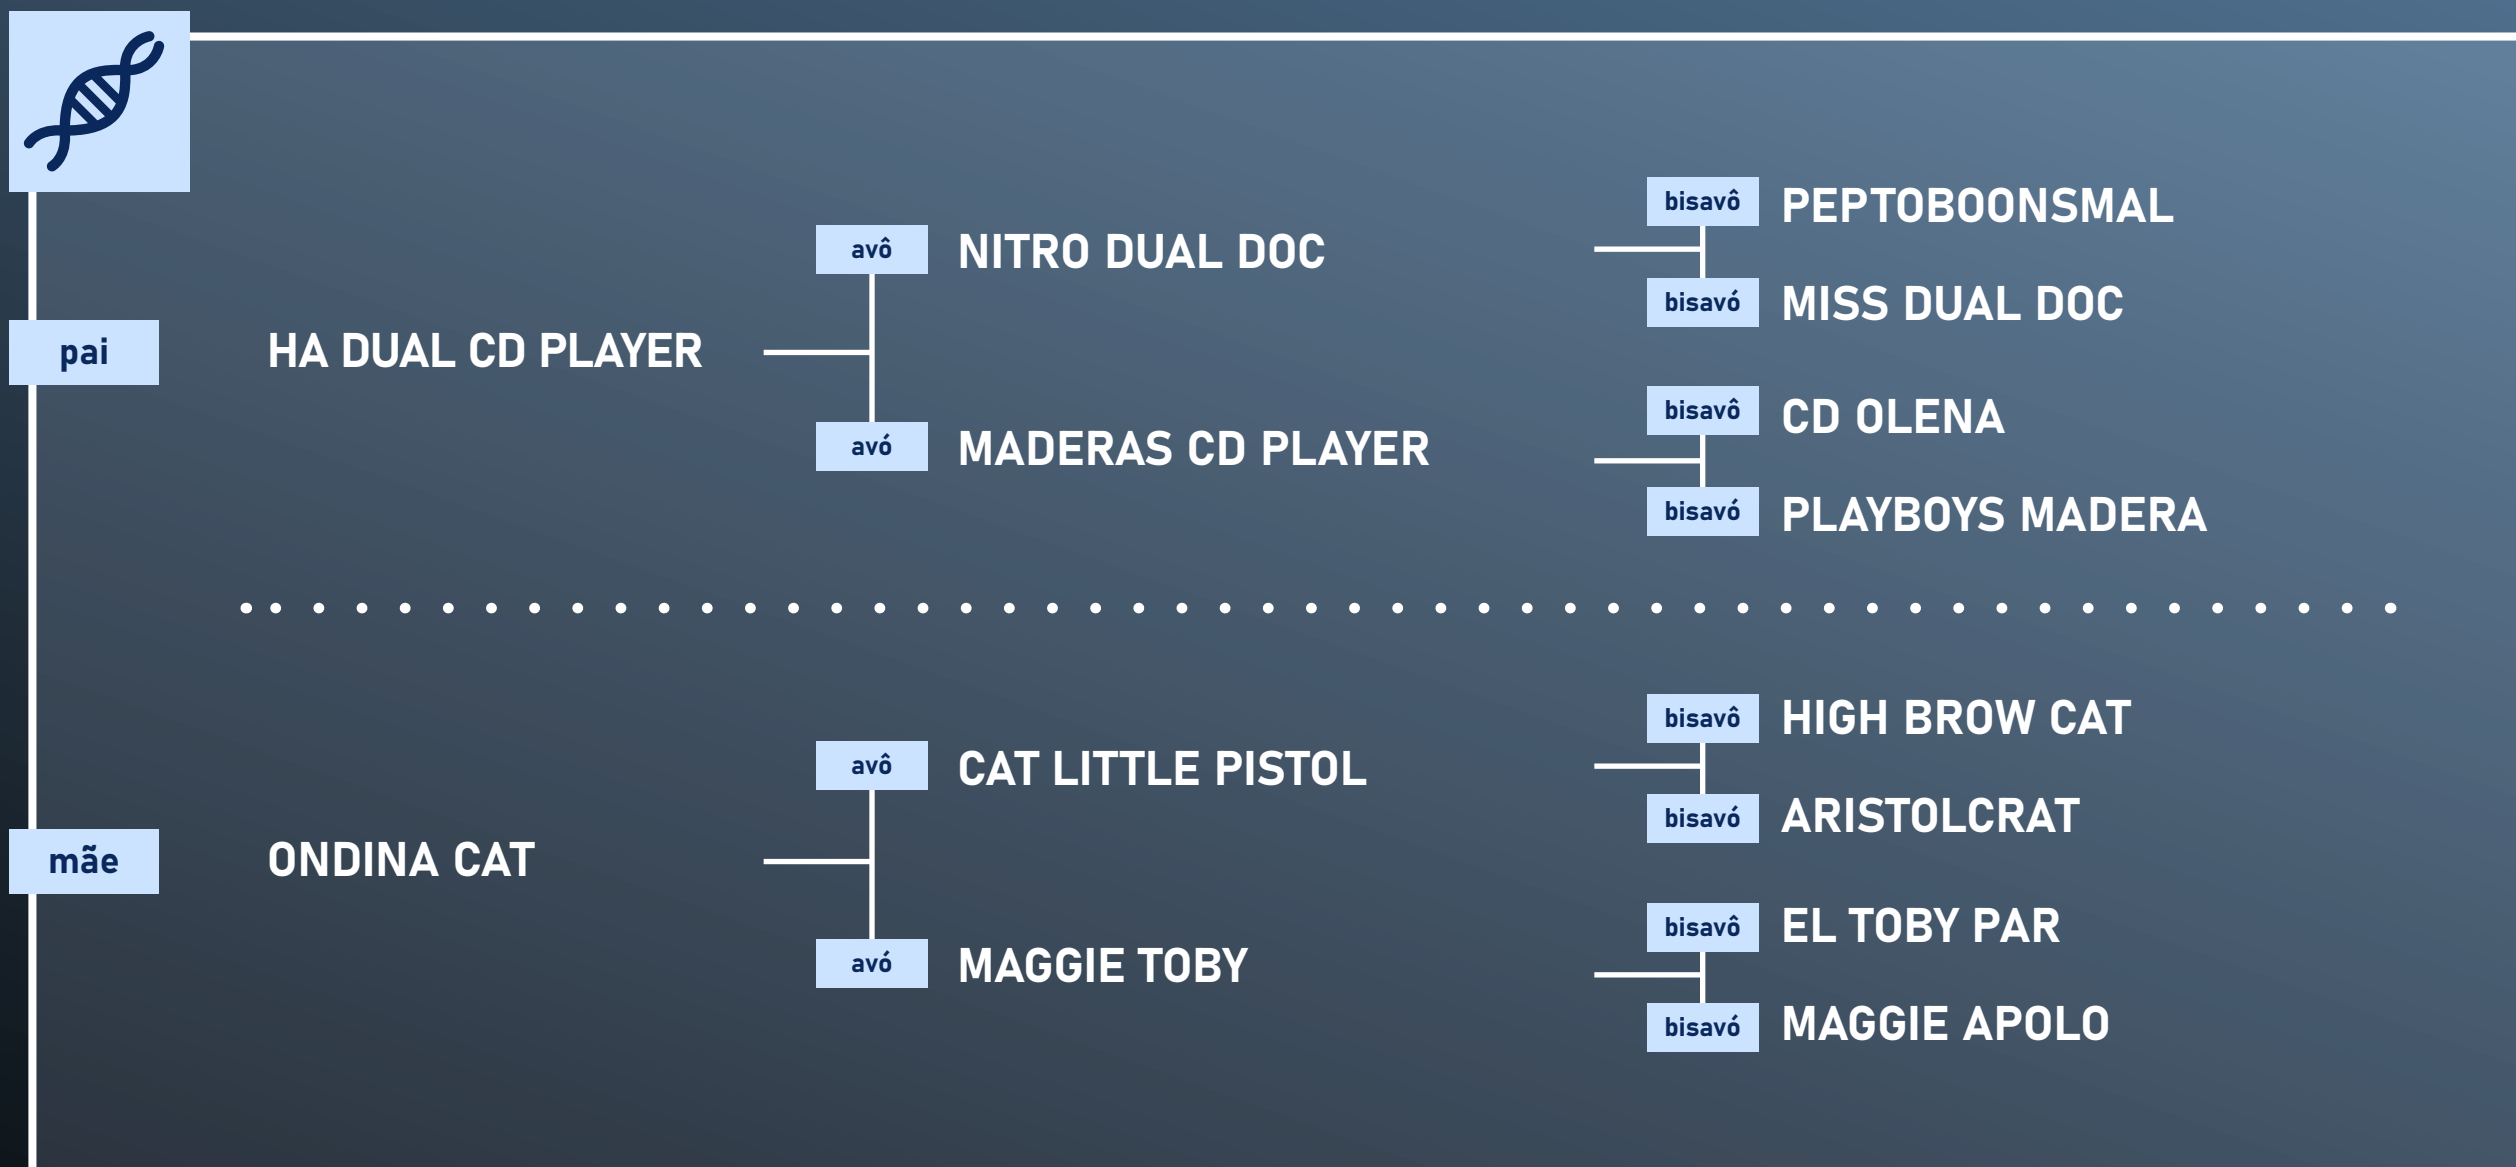 pai
HA DUAL CD PLAYER
avô
NITRO DUAL DOC
bisavô
PEPTOBOONSMAL
bisavó
MISS DUAL DOC
avó
MADERAS CD PLAYER
bisavô
CD OLENA
bisavó
PLAYBOYS MADERA
mãe
ONDINA CAT
avô
CAT LITTLE PISTOL
bisavô
HIGH BROW CAT
bisavó
ARISTOLCRAT
avó
MAGGIE TOBY
bisavô
EL TOBY PAR
bisavó
MAGGIE APOLO